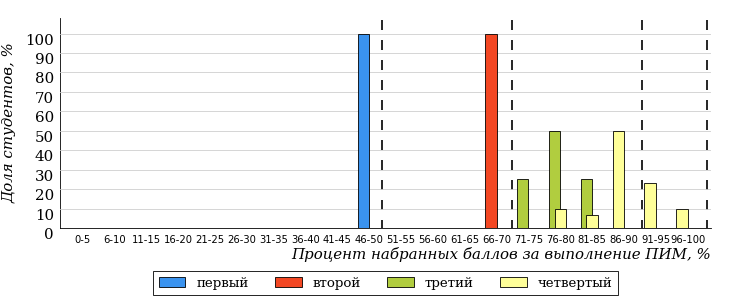 Доля студентов, %
100
90
80
70
60
50
40
30
20
10
0
0-5 6-10 11-15 16-20 21-25 26-30 31-35 36-40 41-45 46-50 51-55 56-60 61-65 66-70 71-75 76-80 81-85 86-90 91-95 96-100
Процент набранных баллов за выполнение ПИМ, %
первый второй третий четвертый